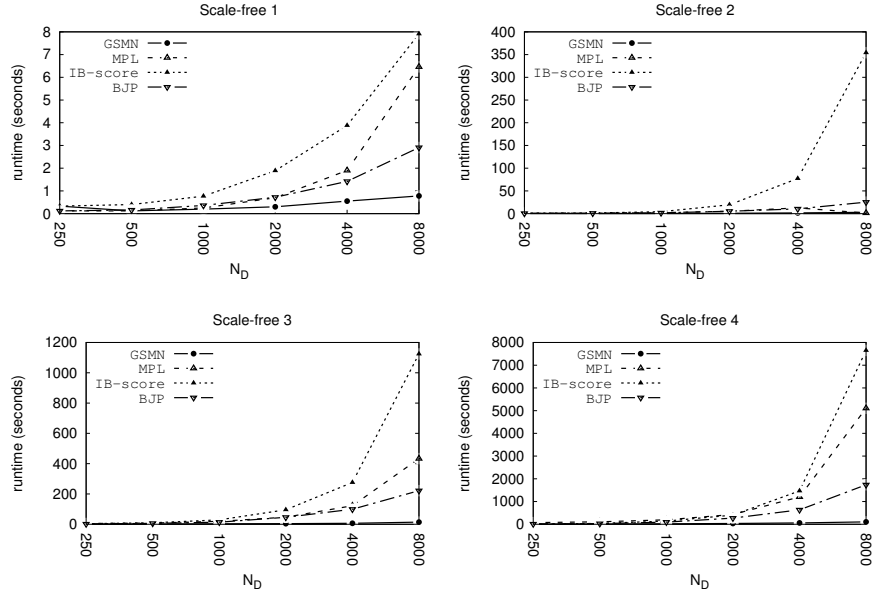 Scale-free 1
8
7
6
5
4
3
2
1
0
runtime (seconds)
GSMN
MPL
IB-score
BJP
250
500
1000
2000
4000
8000
N_D
Scale-free 2
400
350
300
250
200
150
100
50
0
runtime (seconds)
GSMN
MPL
IB-score
BJP
250
500
1000
2000
4000
8000
N_D
Scale-free 3
1200
1000
800
600
400
200
0
runtime (seconds)
GSMN
MPL
IB-score
BJP
250
500
1000
2000
4000
8000
N_D
Scale-free 4
8000
7000
6000
5000
4000
3000
2000
1000
0
runtime (seconds)
GSMN
MPL
IB-score
BJP
250
500
1000
2000
4000
8000
N_D